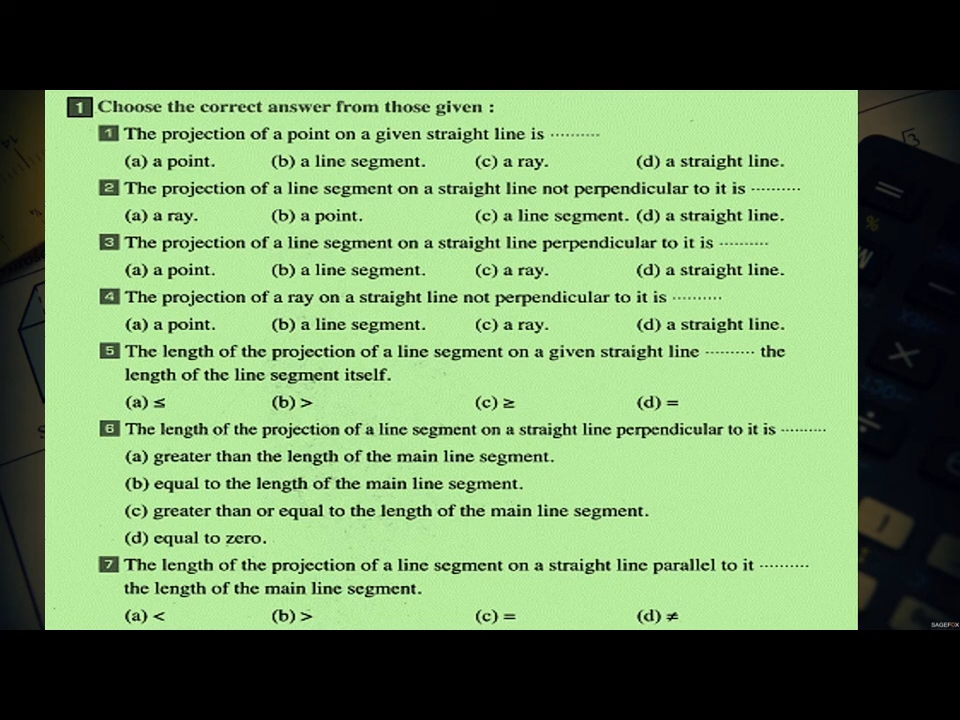 1 Choose the correct answer from those given :
1 The projection of a point on a given straight line is ..........
(a) a point. (b) a line segment. (c) a ray. (d) a straight line.
2 The projection of a line segment on a straight line not perpendicular to it is ..........
(a) a ray. (b) a point. (c) a line segment. (d) a straight line.
3 The projection of a line segment on a straight line perpendicular to it is ..........
(a) a point. (b) a line segment. (c) a ray. (d) a straight line.
4 The projection of a ray on a straight line not perpendicular to it is ..........
(a) a point. (b) a line segment. (c) a ray. (d) a straight line.
5 The length of the projection of a line segment on a given straight line .......... the
length of the line segment itself.
(a) ≤ (b) > (c) ≥ (d) =
6 The length of the projection of a line segment on a straight line perpendicular to it is ..........
(a) greater than the length of the main line segment.
(b) equal to the length of the main line segment.
(c) greater than or equal to the length of the main line segment.
(d) equal to zero.
7 The length of the projection of a line segment on a straight line parallel to it ..........
the length of the main line segment.
(a) < (b) > (c) = (d) ≠
√3
%
SAGEFOX